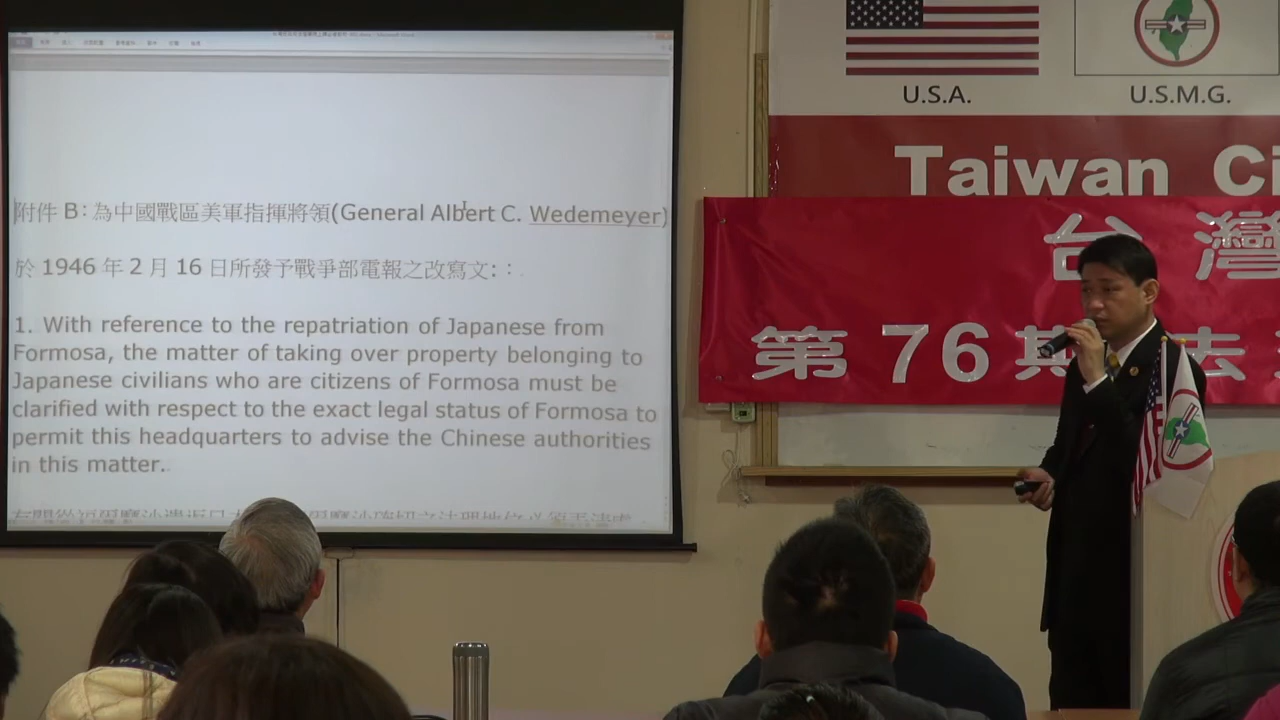 附件 B：為中國戰區美軍指揮將領(General Albert C. Wedemeyer)
於 1946 年 2 月 16 日所發予戰爭部電報之改寫文:：
1. With reference to the repatriation of Japanese from
Formosa, the matter of taking over property belonging to
Japanese civilians who are citizens of Formosa must be
clarified with respect to the exact legal status of Formosa to
permit this headquarters to advise the Chinese authorities
in this matter.
U.S.A.
U.S.M.G.
Taiwan Ci
台灣
第 76 期法